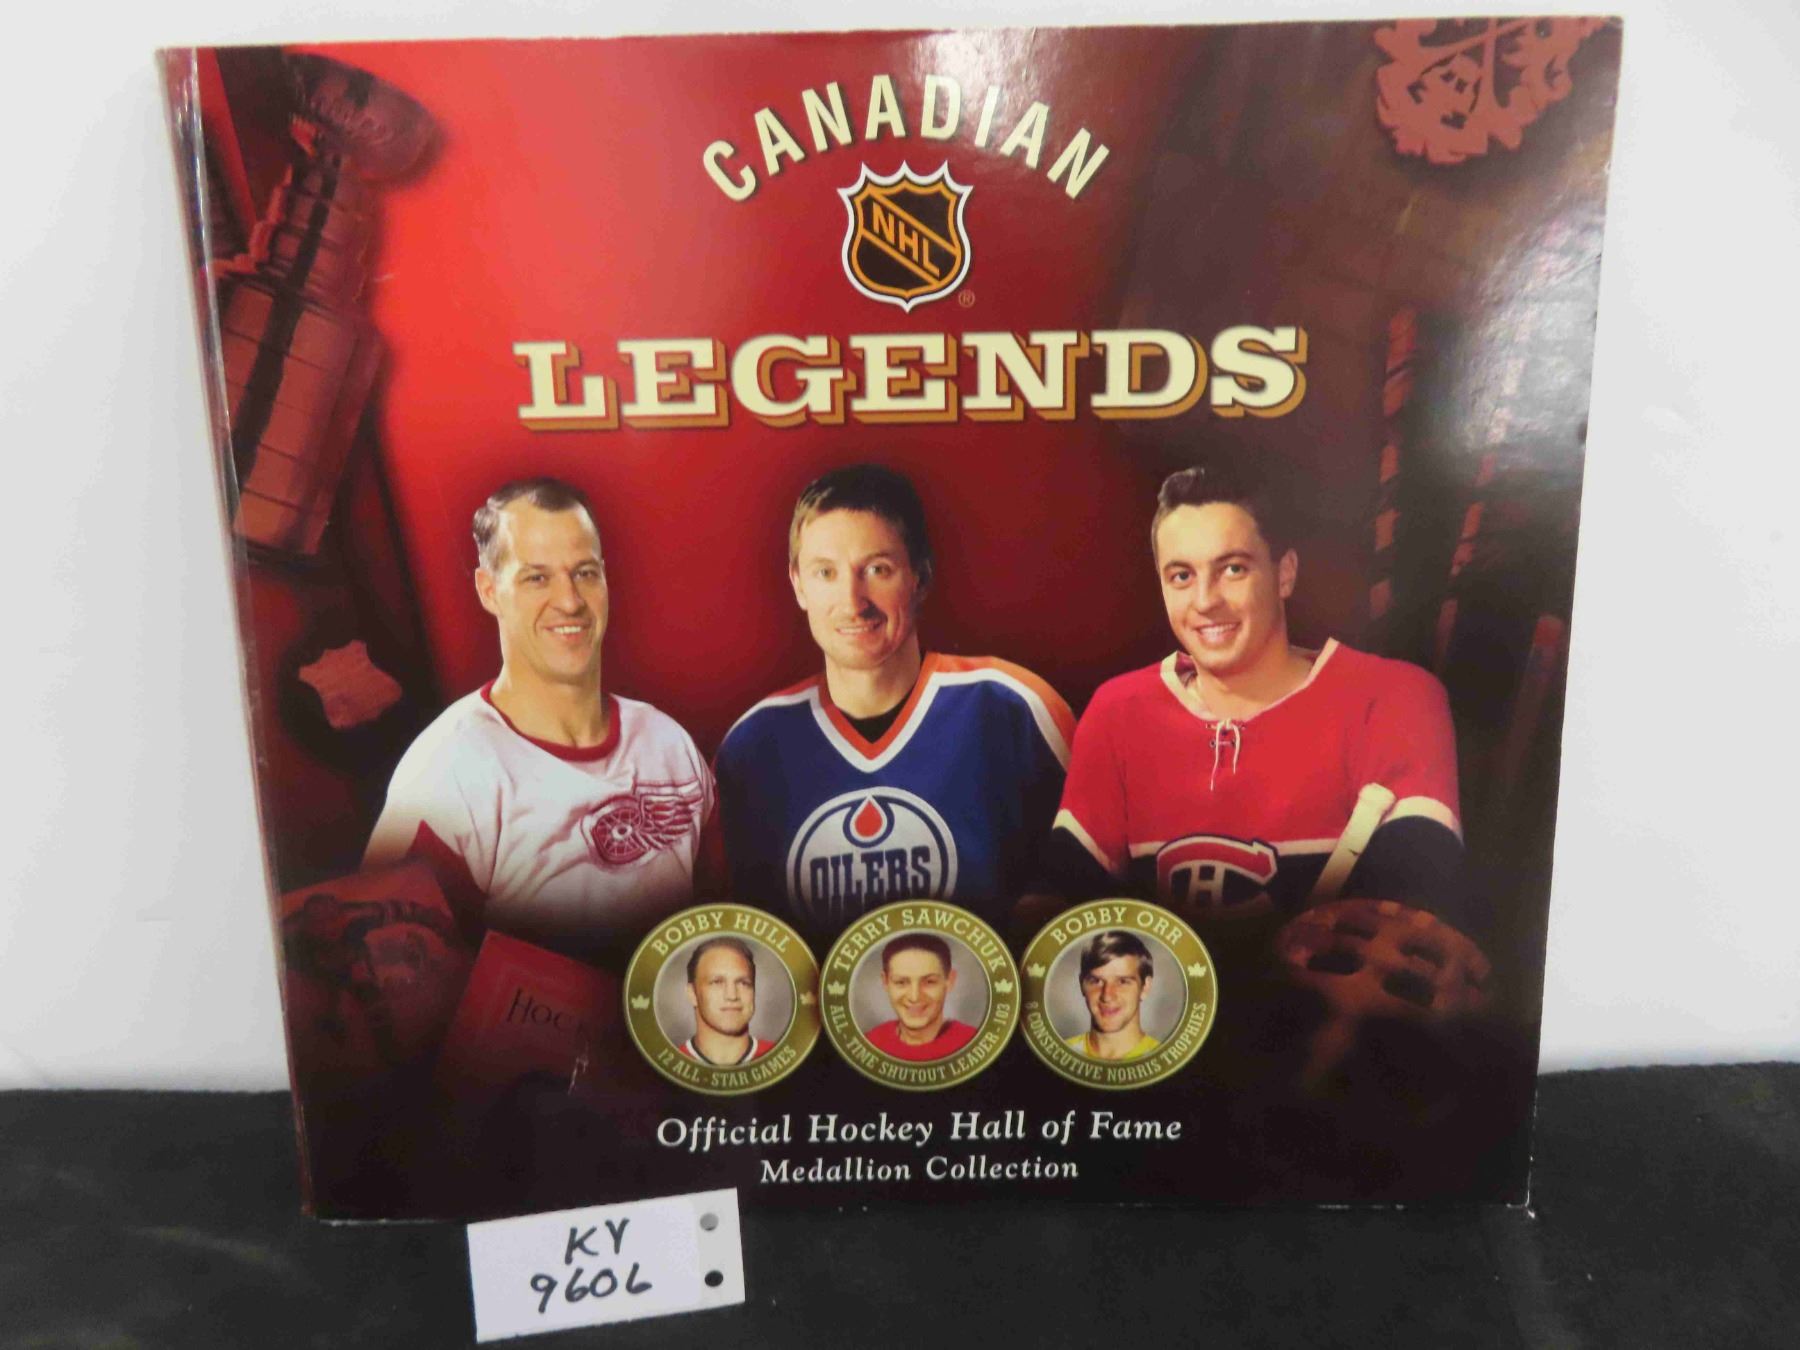 CANADIAN
NHL
®
LEGENDS
OILERS
H
BOBBY HULL
12 ALL-STAR GAMES
TERRY SAWCHUK
ALL-TIME SHUTOUT LEADER-103
BOBBY ORR
8 CONSECUTIVE NORRIS TROPHIES
Official Hockey Hall of Fame
Medallion Collection
KY
9606